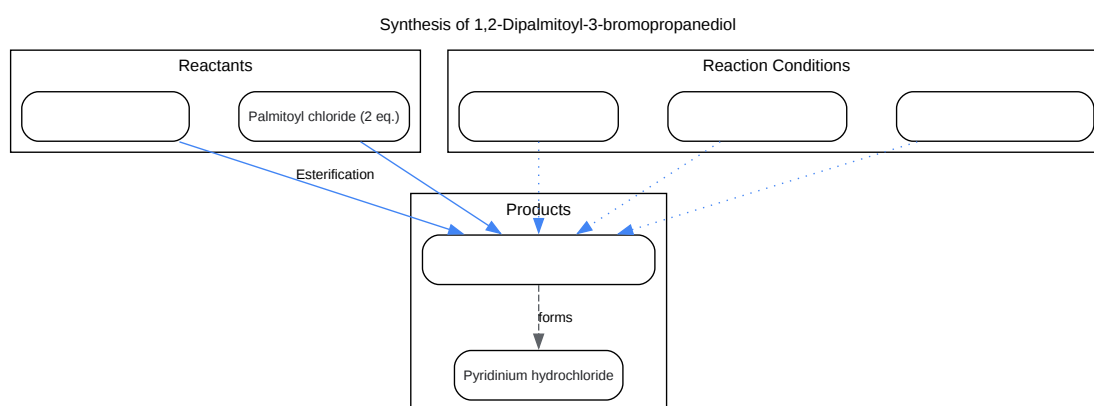 Synthesis of 1,2-Dipalmitoyl-3-bromopropanediol
Reactants
Reaction Conditions
Palmitoyl chloride (2 eq.)
Esterification
Products
forms
Pyridinium hydrochloride